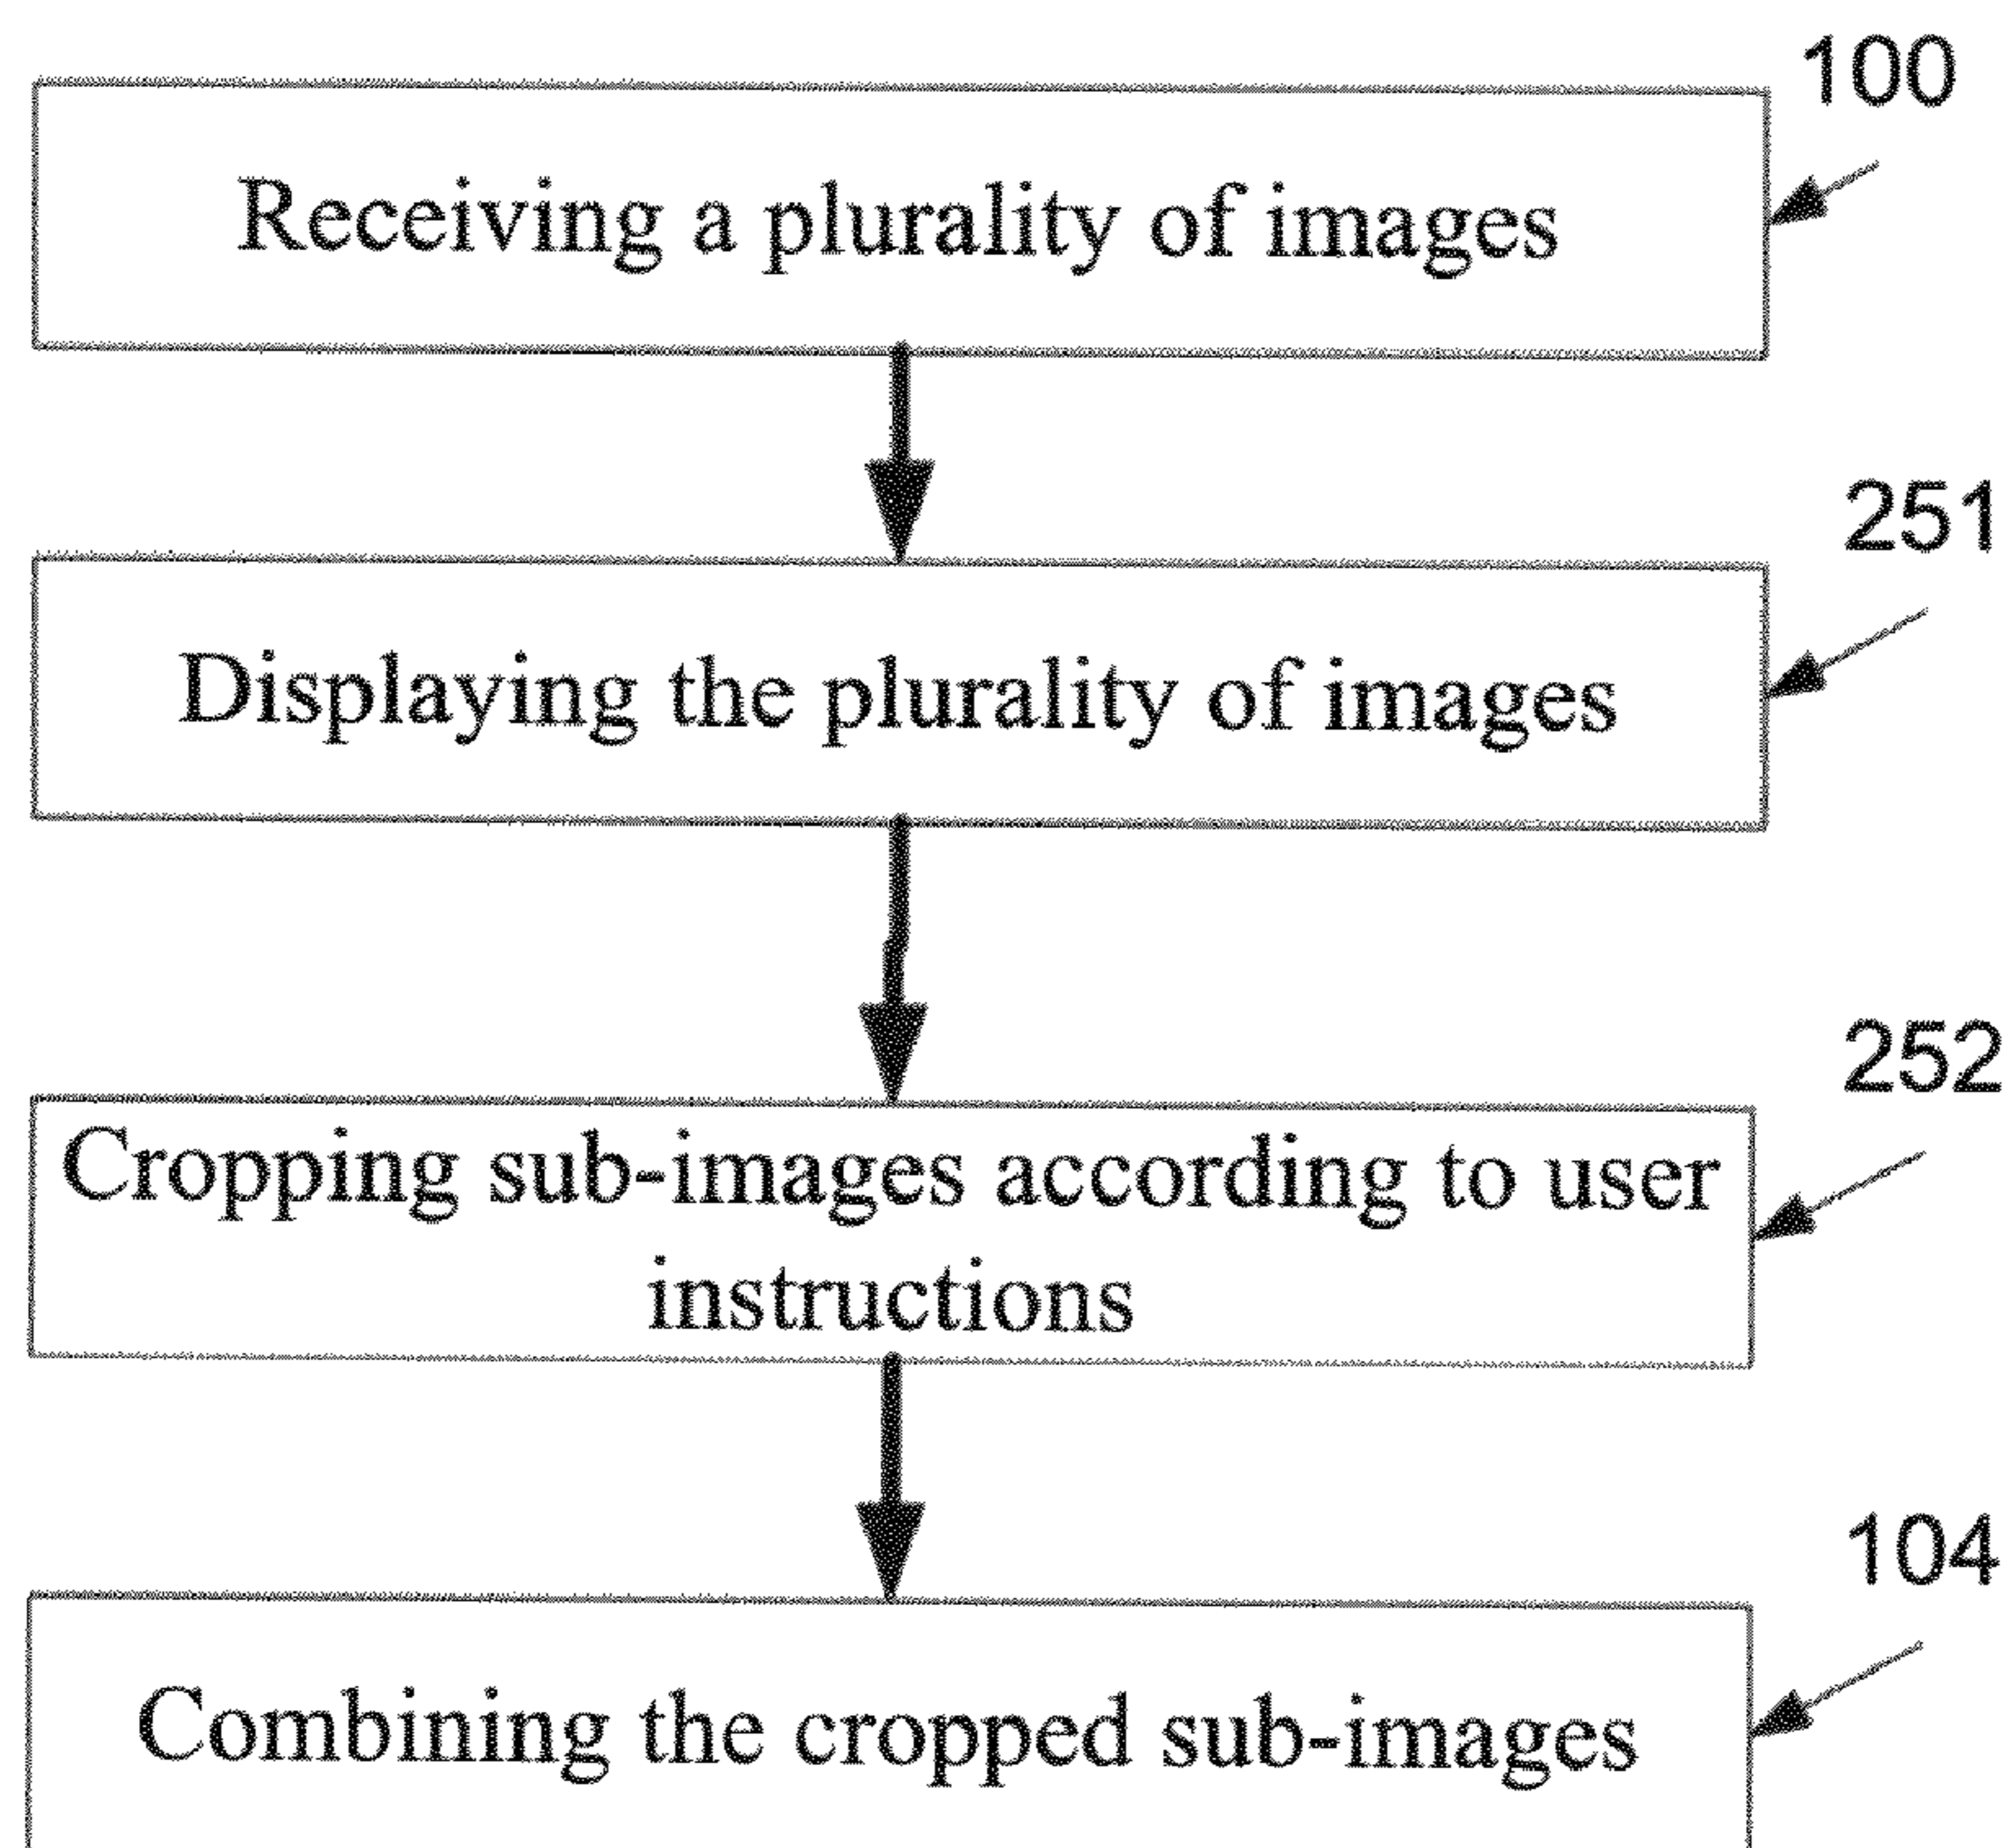 100
Receiving a plurality of images
251
Displaying the plurality of images
252
Cropping sub-images according to user
instructions
104
Combining the cropped sub-images